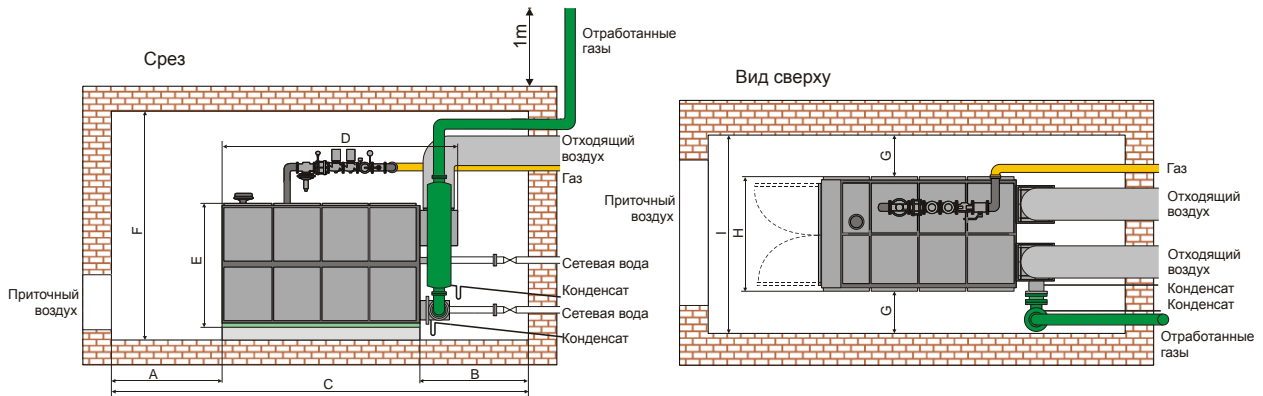 Срез
1m
Отработанные
газы
D
Отходящий
воздух
Газ
F
E
Сетевая вода
Приточный
воздух
Конденсат
Сетевая вода
Конденсат
A
B
C
Вид сверху
G
Газ
Приточный
воздух
Отходящий
воздух
I
H
Отходящий
воздух
Конденсат
Конденсат
G
Отработанные
газы